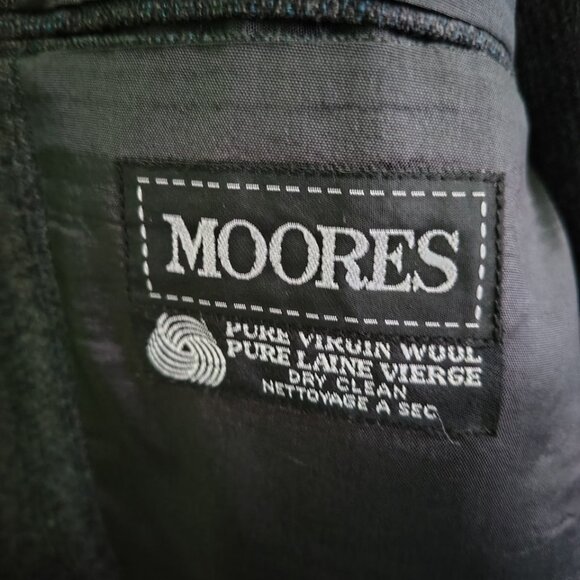 MOORES
PURE VIRGIN WOOL
PURE LAINE VIERGE
DRY CLEAN
NETTOYAGE A SEC